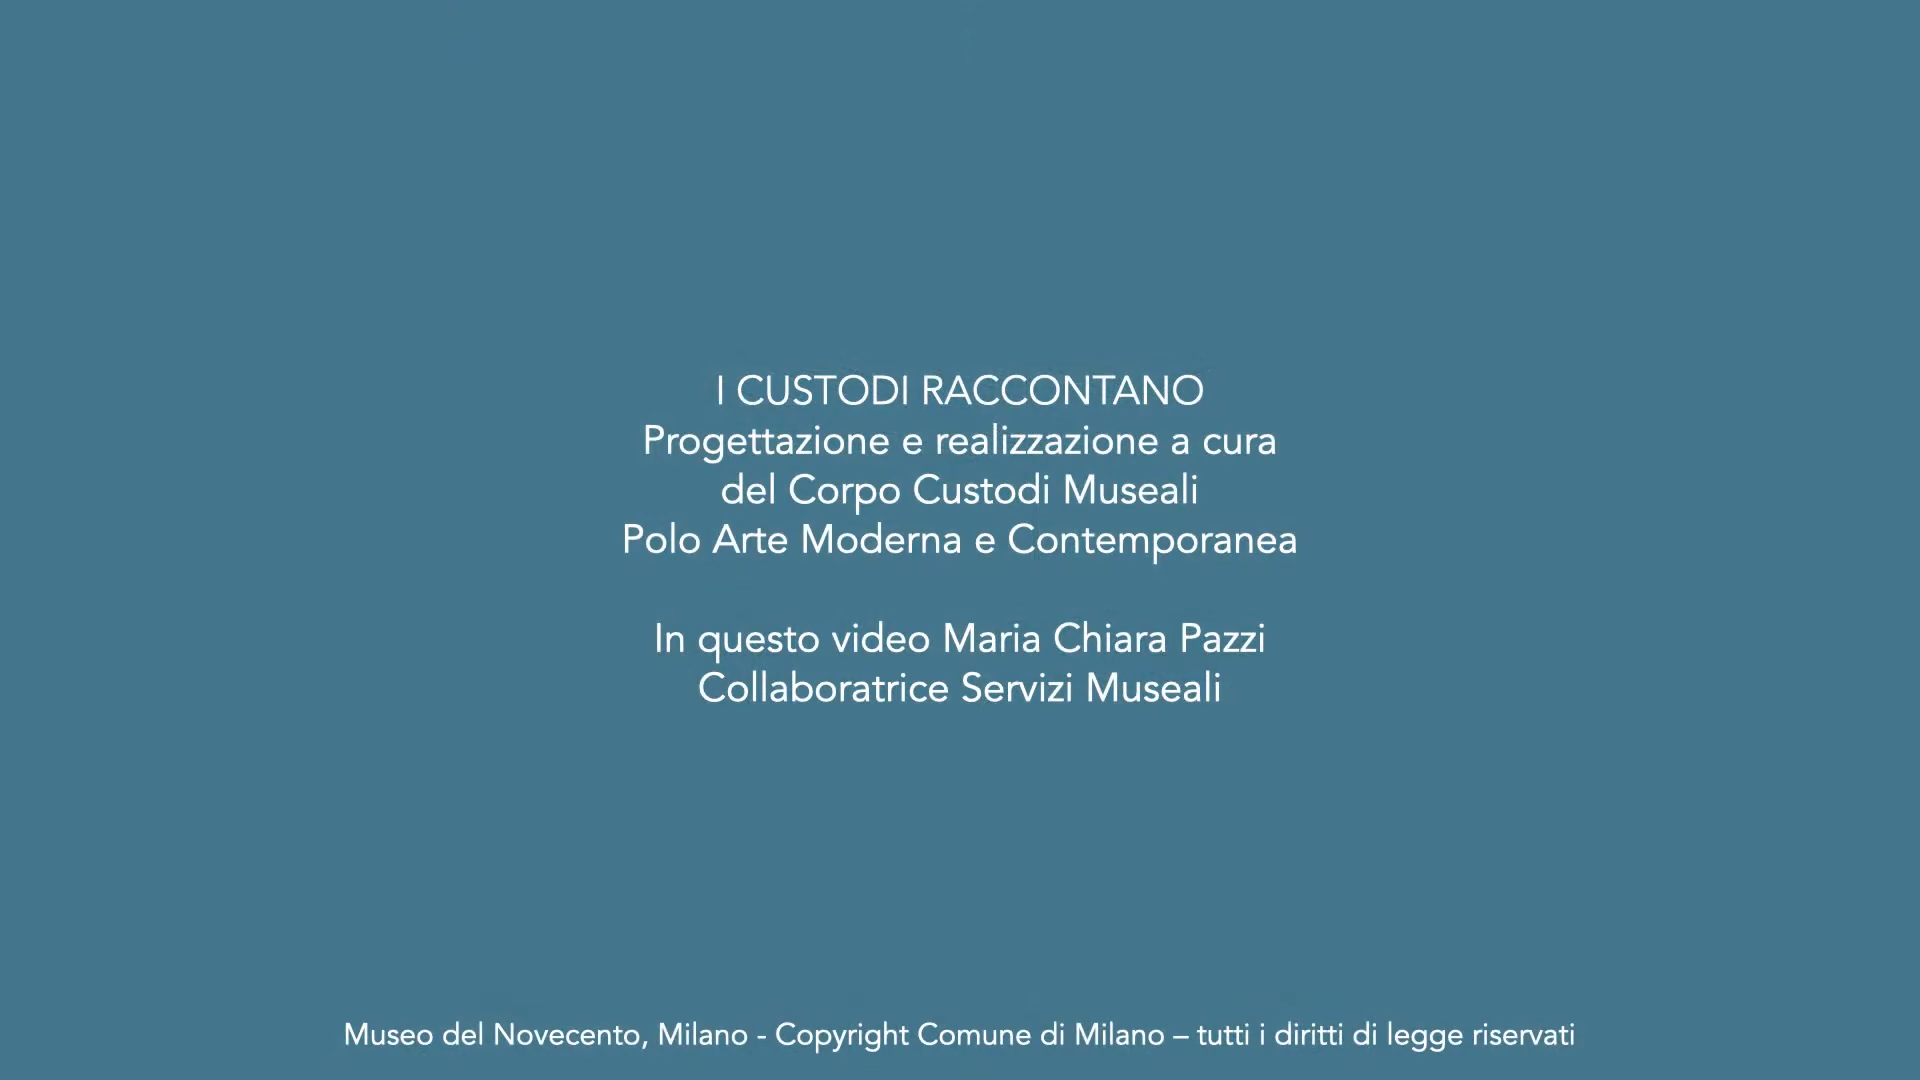 I CUSTODI RACCONTANO
Progettazione e realizzazione a cura
del Corpo Custodi Museali
Polo Arte Moderna e Contemporanea
In questo video Maria Chiara Pazzi
Collaboratrice Servizi Museali
Museo del Novecento, Milano - Copyright Comune di Milano – tutti i diritti di legge riservati